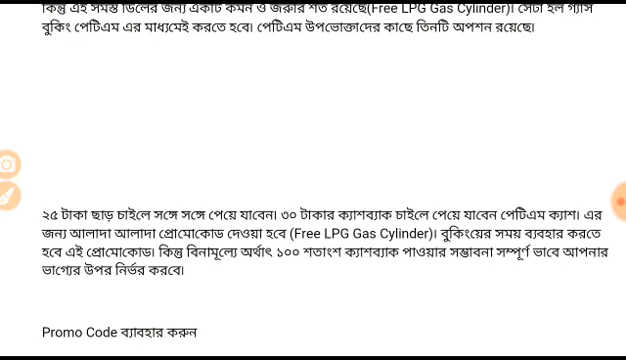 কিন্তু এই সমস্ত ডিলের জন্য একটি কমন ও জরুরি শর্ত রয়েছে(Free LPG Gas Cylinder)। সেটা হল গ্যাস
বুকিং পেটিএম এর মাধ্যমেই করতে হবে। পেটিএম উপভোক্তাদের কাছে তিনটি অপশন রয়েছে।
২৫ টাকা ছাড় চাইলে সঙ্গে সঙ্গে পেয়ে যাবেন। ৩০ টাকার ক্যাশব্যাক চাইলে পেয়ে যাবেন পেটিএম ক্যাশ। এর
জন্য আলাদা আলাদা প্রোমোকোড দেওয়া হবে (Free LPG Gas Cylinder)। বুকিংয়ের সময় ব্যবহার করতে
হবে এই প্রোমোকোড। কিন্তু বিনামূল্যে অর্থাৎ ১০০ শতাংশ ক্যাশব্যাক পাওয়ার সম্ভাবনা সম্পূর্ণ ভাবে আপনার
ভাগ্যের উপর নির্ভর করবে।
Promo Code ব্যাবহার করুন